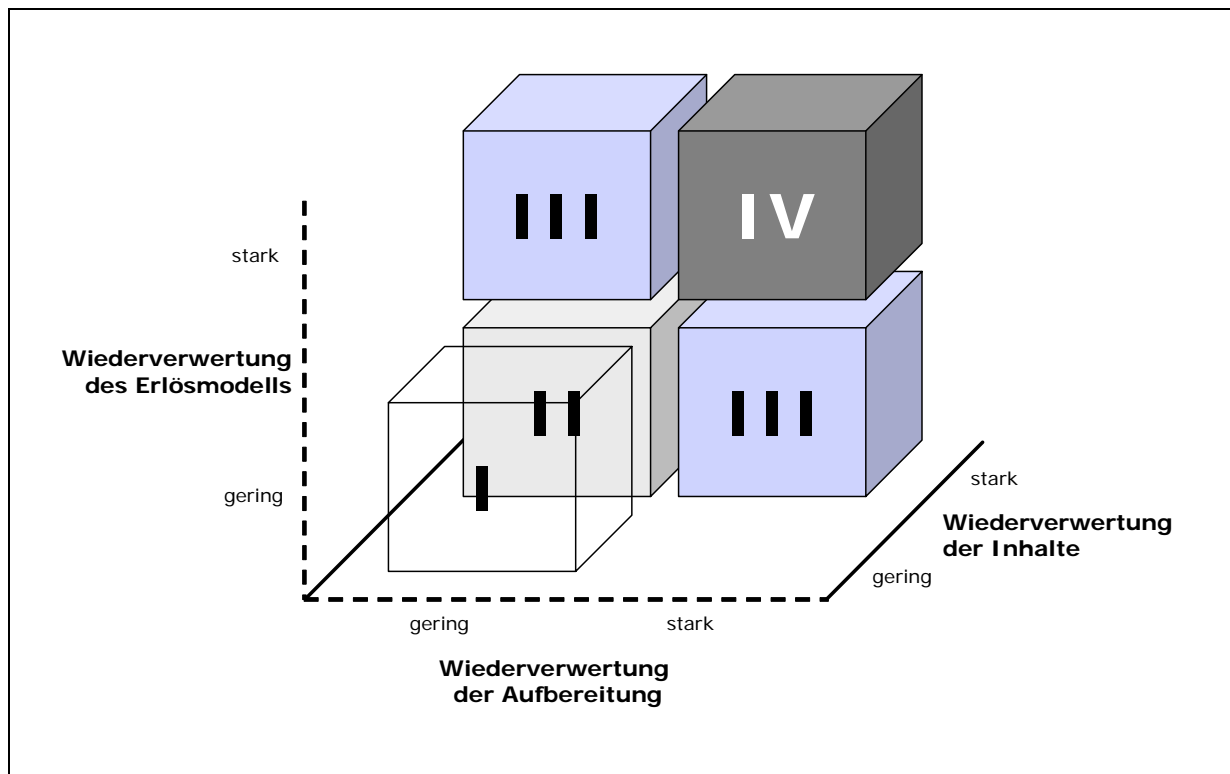 III
IV
stark
Wiederverwertung
des Erlösmodells
II
III
gering
I
stark
Wiederverwertung
der Inhalte
gering
gering
stark
Wiederverwertung
der Aufbereitung